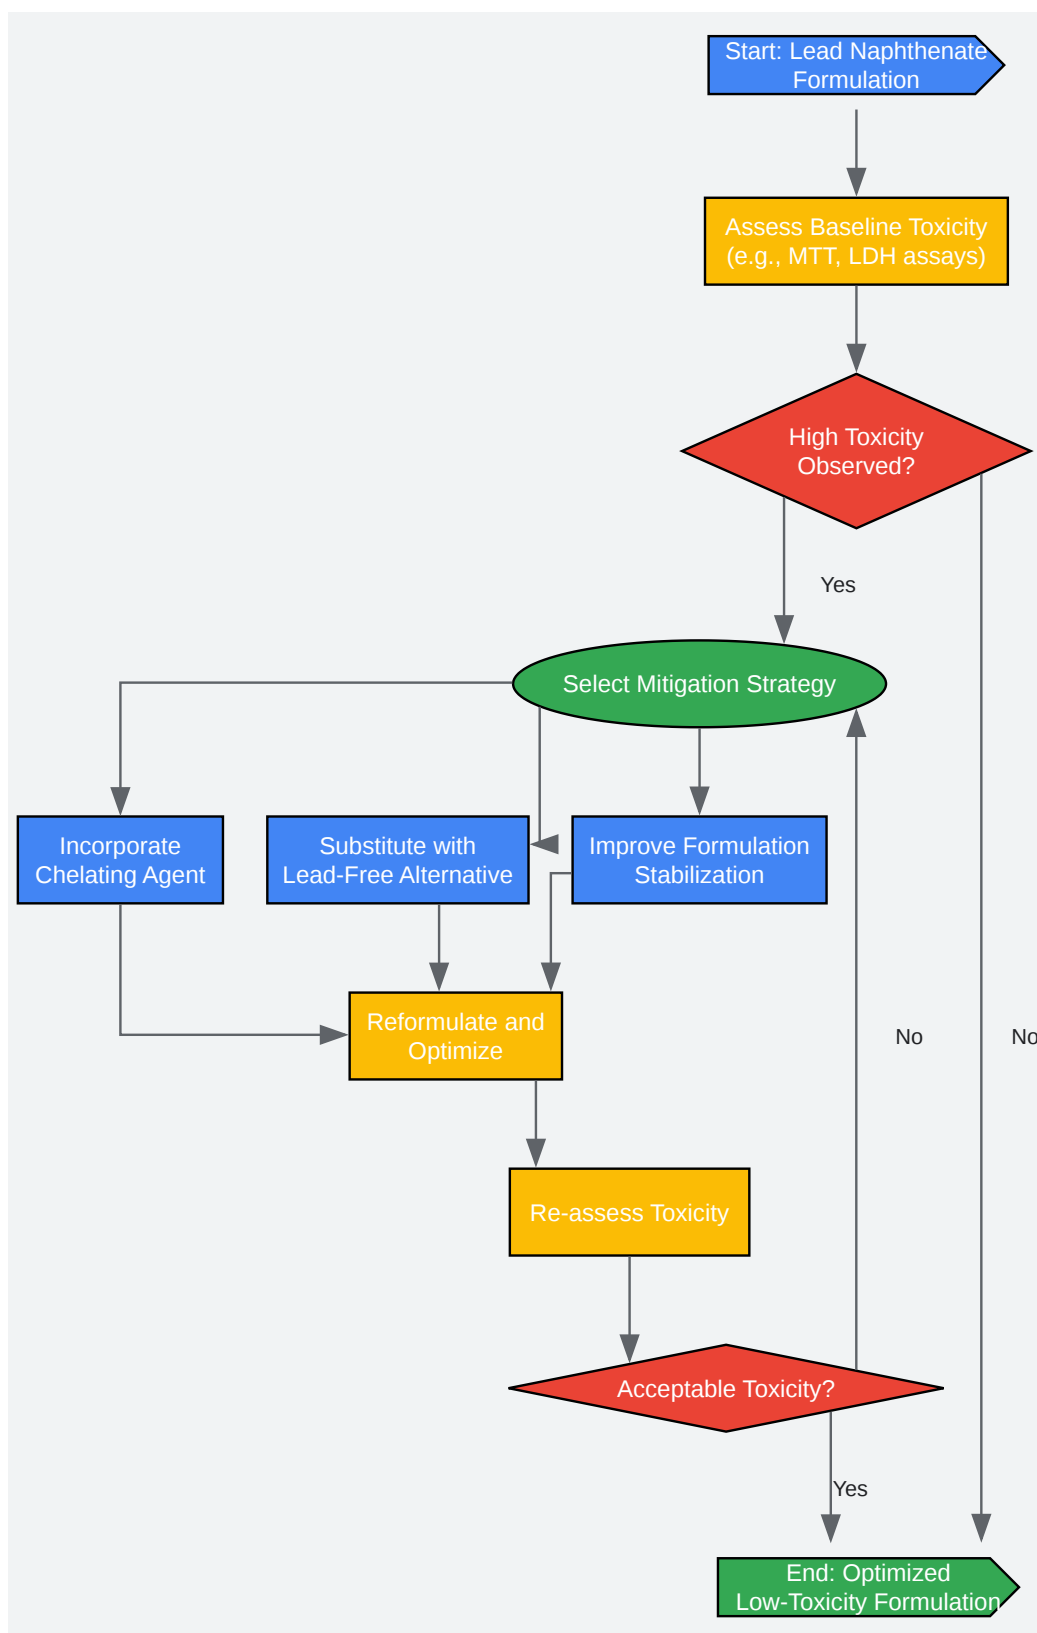 Start: Lead Naphthenate
Formulation
Assess Baseline Toxicity
(e.g., MTT, LDH assays)
High Toxicity
Observed?
Yes
Select Mitigation Strategy
Incorporate
Chelating Agent
Substitute with
Lead-Free Alternative
Improve Formulation
Stabilization
Reformulate and
Optimize
No
No
Re-assess Toxicity
Acceptable Toxicity?
Yes
End: Optimized
Low-Toxicity Formulation